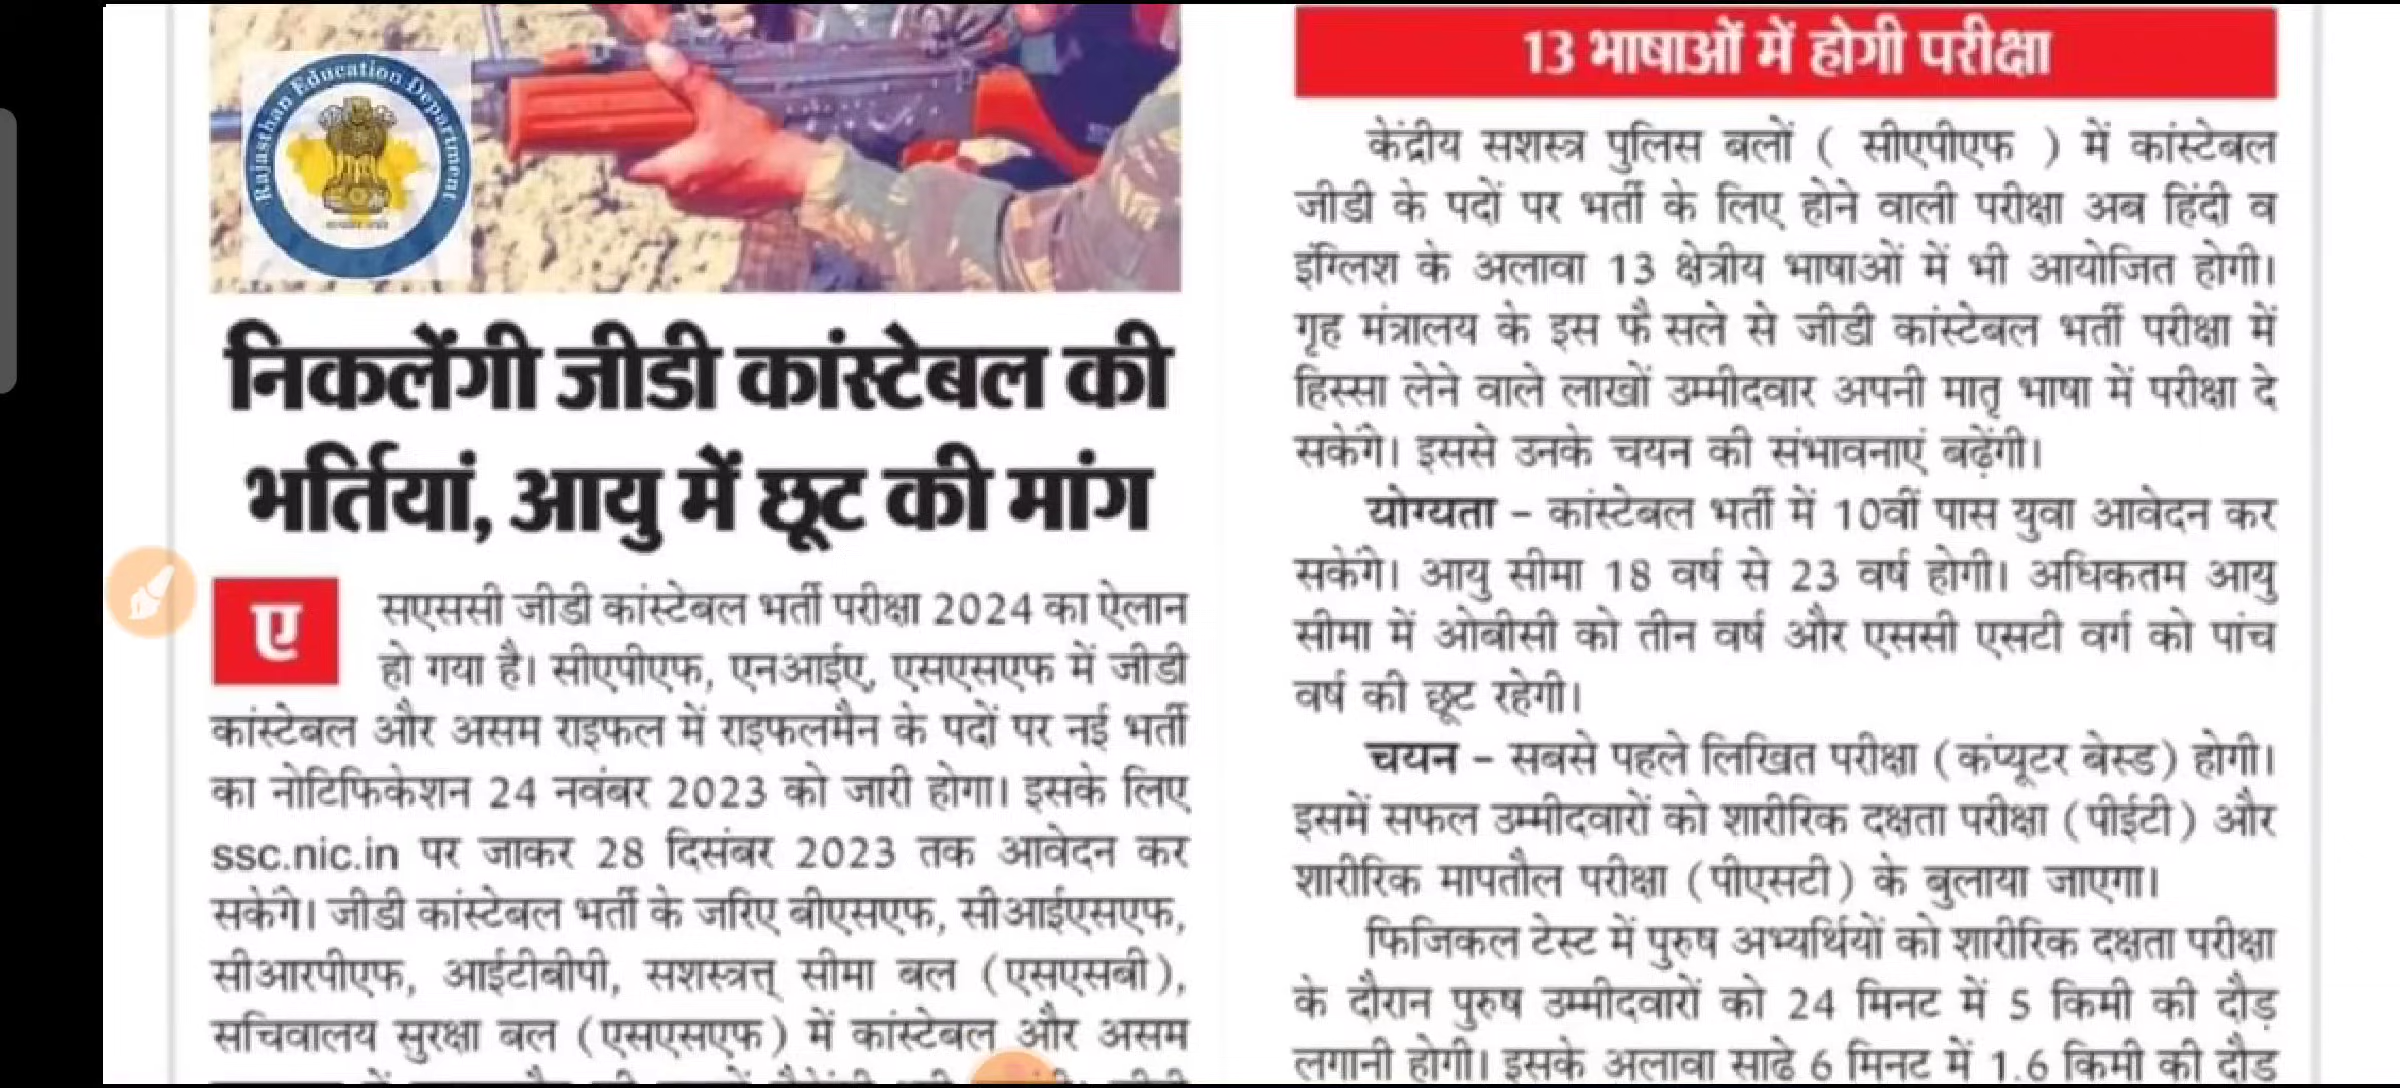 Rajasthan Education Department
निकलेंगी जीडी कांस्टेबल की
भर्तियां, आयु में छूट की मांग
ए
सएससी जीडी कांस्टेबल भर्ती परीक्षा 2024 का ऐलान
हो गया है। सीएपीएफ, एनआईए, एसएसएफ में जीडी
कांस्टेबल और असम राइफल में राइफलमैन के पदों पर नई भर्ती
का नोटिफिकेशन 24 नवंबर 2023 को जारी होगा। इसके लिए
ssc.nic.in पर जाकर 28 दिसंबर 2023 तक आवेदन कर
सकेंगे। जीडी कांस्टेबल भर्ती के जरिए बीएसएफ, सीआईएसएफ,
सीआरपीएफ, आईटीबीपी, सशस्त्रत्त् सीमा बल (एसएसबी),
सचिवालय सुरक्षा बल (एसएसएफ) में कांस्टेबल और असम
13 भाषाओं में होगी परीक्षा
केंद्रीय सशस्त्र पुलिस बलों ( सीएपीएफ ) में कांस्टेबल
जीडी के पदों पर भर्ती के लिए होने वाली परीक्षा अब हिंदी व
इंग्लिश के अलावा 13 क्षेत्रीय भाषाओं में भी आयोजित होगी।
गृह मंत्रालय के इस फै सले से जीडी कांस्टेबल भर्ती परीक्षा में
हिस्सा लेने वाले लाखों उम्मीदवार अपनी मातृ भाषा में परीक्षा दे
सकेंगे। इससे उनके चयन की संभावनाएं बढ़ेंगी।
योग्यता - कांस्टेबल भर्ती में 10वीं पास युवा आवेदन कर
सकेंगे। आयु सीमा 18 वर्ष से 23 वर्ष होगी। अधिकतम आयु
सीमा में ओबीसी को तीन वर्ष और एससी एसटी वर्ग को पांच
वर्ष की छूट रहेगी।
चयन - सबसे पहले लिखित परीक्षा (कंप्यूटर बेस्ड) होगी।
इसमें सफल उम्मीदवारों को शारीरिक दक्षता परीक्षा (पीईटी) और
शारीरिक मापतौल परीक्षा (पीएसटी) के बुलाया जाएगा।
फिजिकल टेस्ट में पुरुष अभ्यर्थियों को शारीरिक दक्षता परीक्षा
के दौरान पुरुष उम्मीदवारों को 24 मिनट में 5 किमी की दौड़
लगानी होगी। इसके अलावा साढे 6 मिनट में 1.6 किमी की दौड़